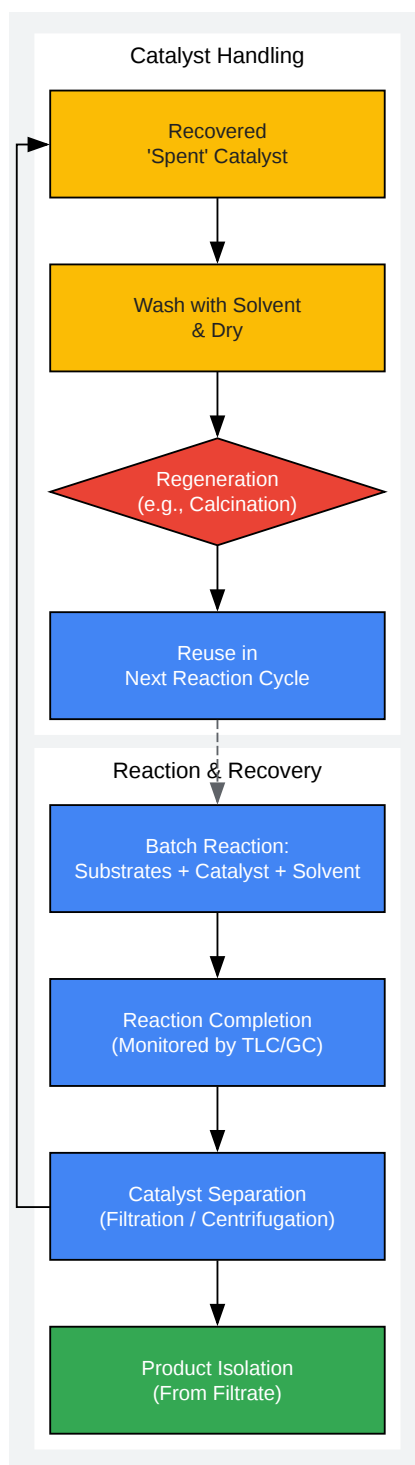 Catalyst Handling
Recovered
'Spent' Catalyst
Wash with Solvent
& Dry
Regeneration
(e.g., Calcination)
Reuse in
Next Reaction Cycle
Reaction & Recovery
Batch Reaction:
Substrates + Catalyst + Solvent
Reaction Completion
(Monitored by TLC/GC)
Catalyst Separation
(Filtration / Centrifugation)
Product Isolation
(From Filtrate)